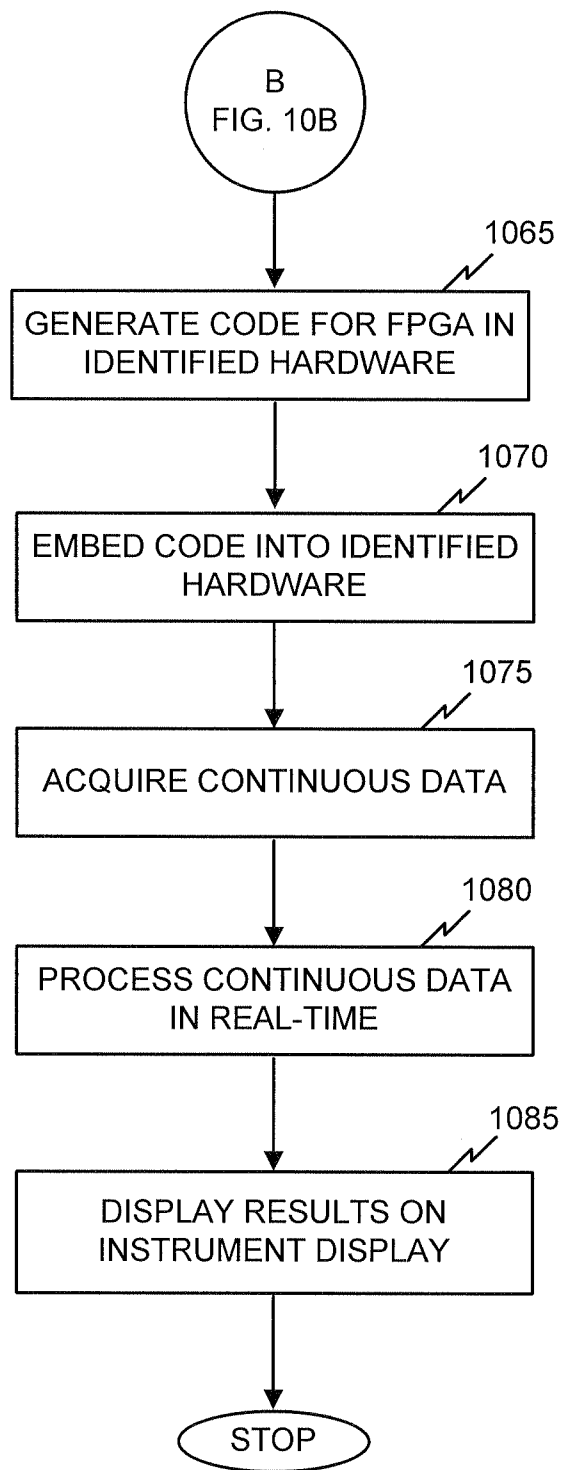 B
FIG. 10B
1065
GENERATE CODE FOR FPGA IN
IDENTIFIED HARDWARE
1070
EMBED CODE INTO IDENTIFIED
HARDWARE
1075
ACQUIRE CONTINUOUS DATA
1080
PROCESS CONTINUOUS DATA
IN REAL-TIME
1085
DISPLAY RESULTS ON
INSTRUMENT DISPLAY
STOP